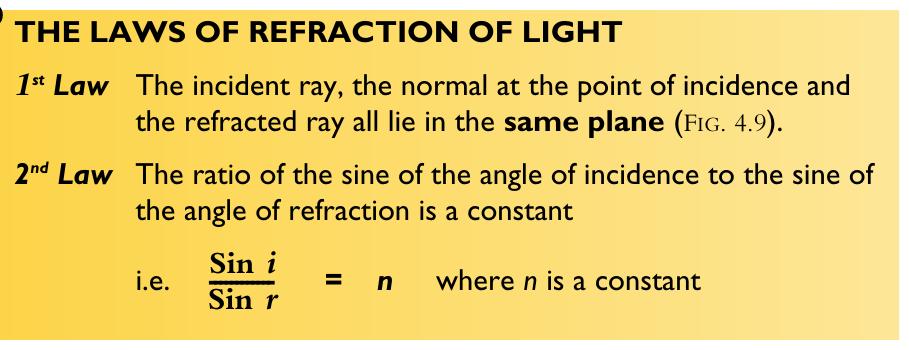 THE LAWS OF REFRACTION OF LIGHT
1st Law The incident ray, the normal at the point of incidence and
the refracted ray all lie in the same plane (FIG. 4.9).
2nd Law The ratio of the sine of the angle of incidence to the sine of
the angle of refraction is a constant
i.e. Sin i / Sin r = n where n is a constant